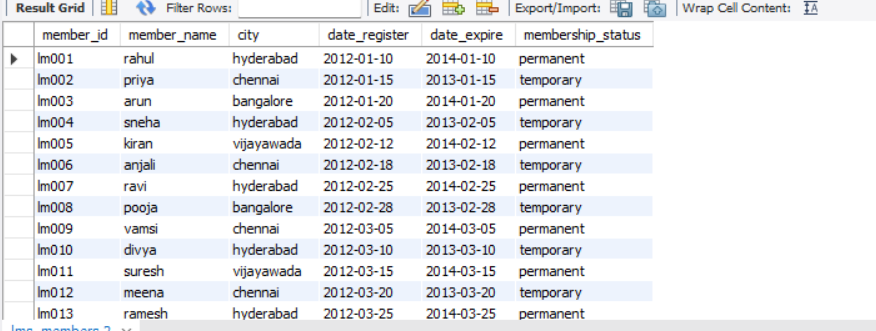 Result Grid Filter Rows: Edit: Export/Import: Wrap Cell Content:
member_id member_name city date_register date_expire membership_status
lm001 rahul hyderabad 2012-01-10 2014-01-10 permanent
lm002 priya chennai 2012-01-15 2013-01-15 temporary
lm003 arun bangalore 2012-01-20 2014-01-20 permanent
lm004 sneha hyderabad 2012-02-05 2013-02-05 temporary
lm005 kiran vijayawada 2012-02-12 2014-02-12 permanent
lm006 anjali chennai 2012-02-18 2013-02-18 temporary
lm007 ravi hyderabad 2012-02-25 2014-02-25 permanent
lm008 pooja bangalore 2012-02-28 2013-02-28 temporary
lm009 vamsi chennai 2012-03-05 2014-03-05 permanent
lm010 divya hyderabad 2012-03-10 2013-03-10 temporary
lm011 suresh vijayawada 2012-03-15 2014-03-15 permanent
lm012 meena chennai 2012-03-20 2013-03-20 temporary
lm013 ramesh hyderabad 2012-03-25 2014-03-25 permanent
lms_members 2